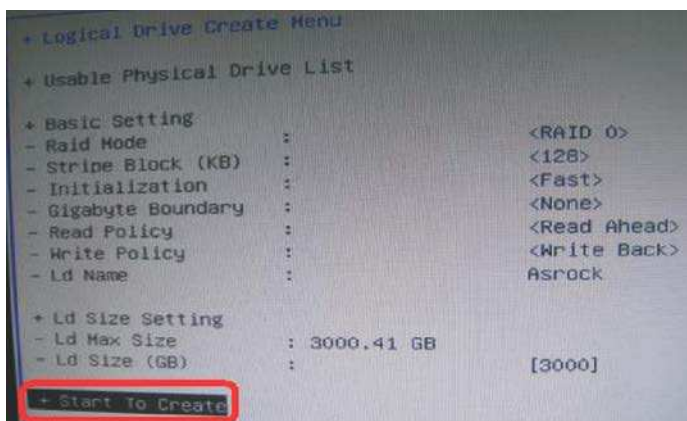 + Logical Drive Create Menu
+ Usable Physical Drive List
+ Basic Setting
- Raid Mode : <RAID 0>
- Stripe Block (KB) : <128>
- Initialization : <Fast>
- Gigabyte Boundary : <None>
- Read Policy : <Read Ahead>
- Write Policy : <Write Back>
- Ld Name : Asrock
+ Ld Size Setting
- Ld Max Size : 3000.41 GB
- Ld Size (GB) : [3000]
+ Start To Create